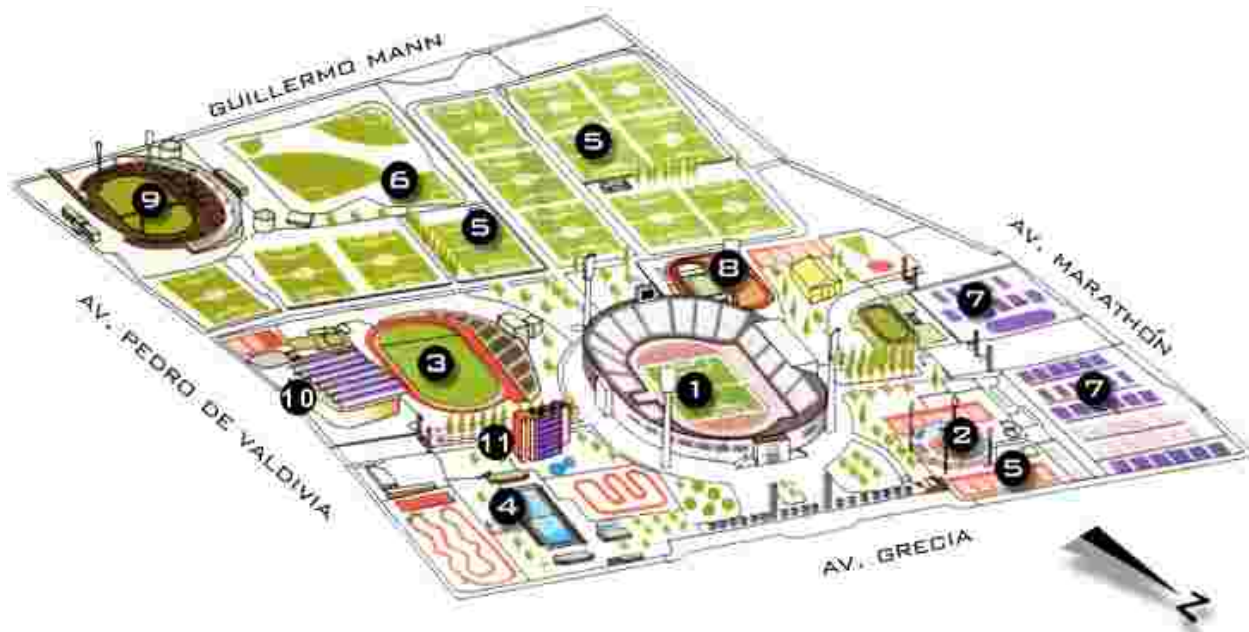 GUILLERMO MANN
5
9
6
5
AV. MARATHÓN
8
7
AV. PEDRO DE VALDIVIA
3
10
1
7
11
2
5
4
AV. GRECIA
N